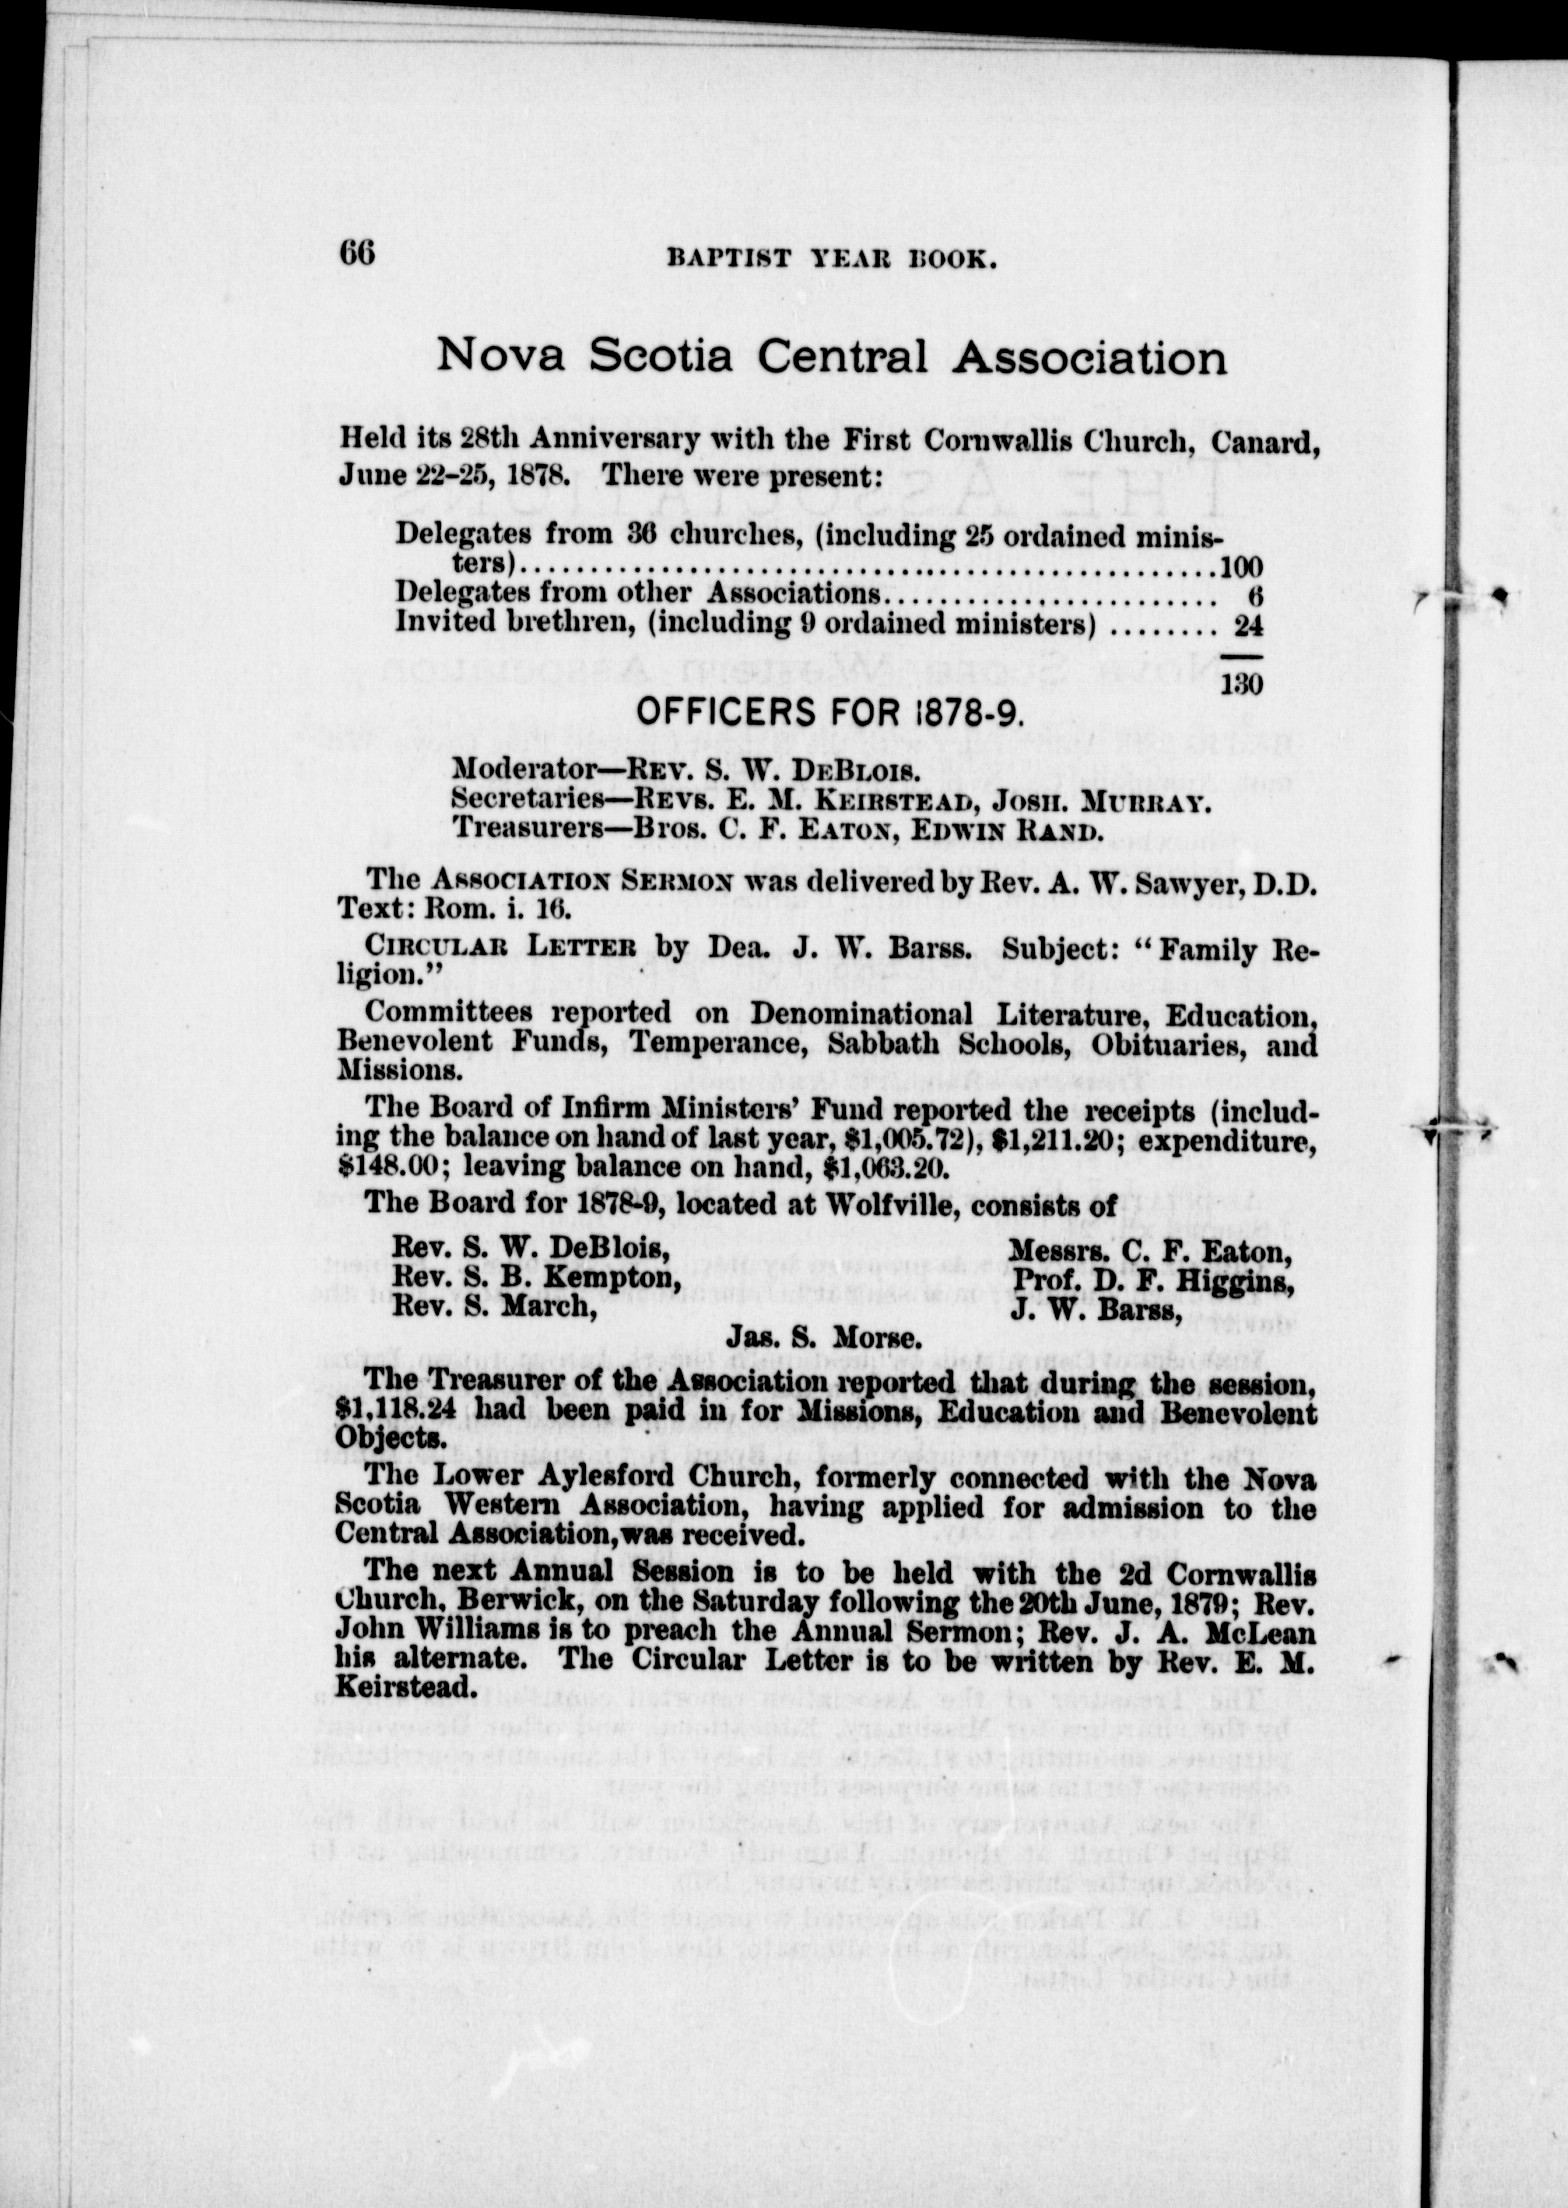 66 BAPTIST YEAR BOOK.
Nova Scotia Central Association
Held its 28th Anniversary with the First Cornwallis Church, Canard,
June 22-25, 1878. There were present:
Delegates from 36 churches, (including 25 ordained minis-
ters)..................................................100
Delegates from other Associations........................ 6
Invited brethren, (including 9 ordained ministers) ........ 24
130
OFFICERS FOR 1878-9.
Moderator—REV. S. W. DEBLOIS.
Secretaries—REVS. E. M. KEIRSTEAD, JOSH. MURRAY.
Treasurers—Bros. C. F. EATON, EDWIN RAND.
The ASSOCIATION SERMON was delivered by Rev. A. W. Sawyer, D.D.
Text: Rom. i. 16.
CIRCULAR LETTER by Dea. J. W. Barss. Subject: "Family Re-
ligion."
Committees reported on Denominational Literature, Education,
Benevolent Funds, Temperance, Sabbath Schools, Obituaries, and
Missions.
The Board of Infirm Ministers' Fund reported the receipts (includ-
ing the balance on hand of last year, $1,005.72), $1,211.20; expenditure,
$148.00; leaving balance on hand, $1,063.20.
The Board for 1878-9, located at Wolfville, consists of
Rev. S. W. DeBlois, Messrs. C. F. Eaton,
Rev. S. B. Kempton, Prof. D. F. Higgins,
Rev. S. March, J. W. Barss,
Jas. S. Morse.
The Treasurer of the Association reported that during the session,
$1,118.24 had been paid in for Missions, Education and Benevolent
Objects.
The Lower Aylesford Church, formerly connected with the Nova
Scotia Western Association, having applied for admission to the
Central Association, was received.
The next Annual Session is to be held with the 2d Cornwallis
Church, Berwick, on the Saturday following the 20th June, 1879; Rev.
John Williams is to preach the Annual Sermon; Rev. J. A. McLean
his alternate. The Circular Letter is to be written by Rev. E. M.
Keirstead.